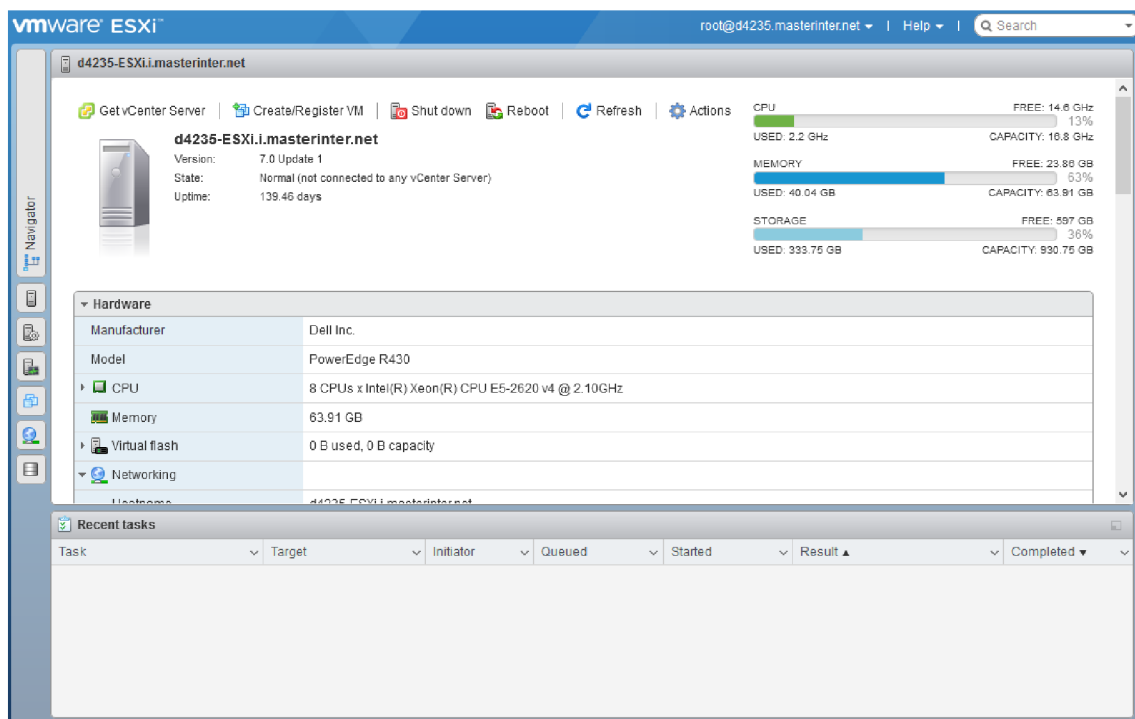 vmware ESXi™
root@d4235.masterinter.net | Help | Search
Navigator
d4235-ESXi.i.masterinter.net
Get vCenter Server | Create/Register VM | Shut down Reboot | Refresh | Actions
d4235-ESXi.i.masterinter.net
Version: 7.0 Update 1
State: Normal (not connected to any vCenter Server)
Uptime: 139.46 days
CPU FREE: 14.6 GHz
13%
USED: 2.2 GHz CAPACITY: 16.8 GHz
MEMORY FREE: 23.86 GB
63%
USED: 40.04 GB CAPACITY: 63.91 GB
STORAGE FREE: 597 GB
36%
USED: 333.75 GB CAPACITY: 930.75 GB
Hardware
Manufacturer Dell Inc.
Model PowerEdge R430
CPU 8 CPUs x Intel(R) Xeon(R) CPU E5-2620 v4 @ 2.10GHz
Memory 63.91 GB
Virtual flash 0 B used, 0 B capacity
Networking
Hostname d4235-ESXi.i.masterinter.net
Recent tasks
Task Target Initiator Queued Started Result Completed